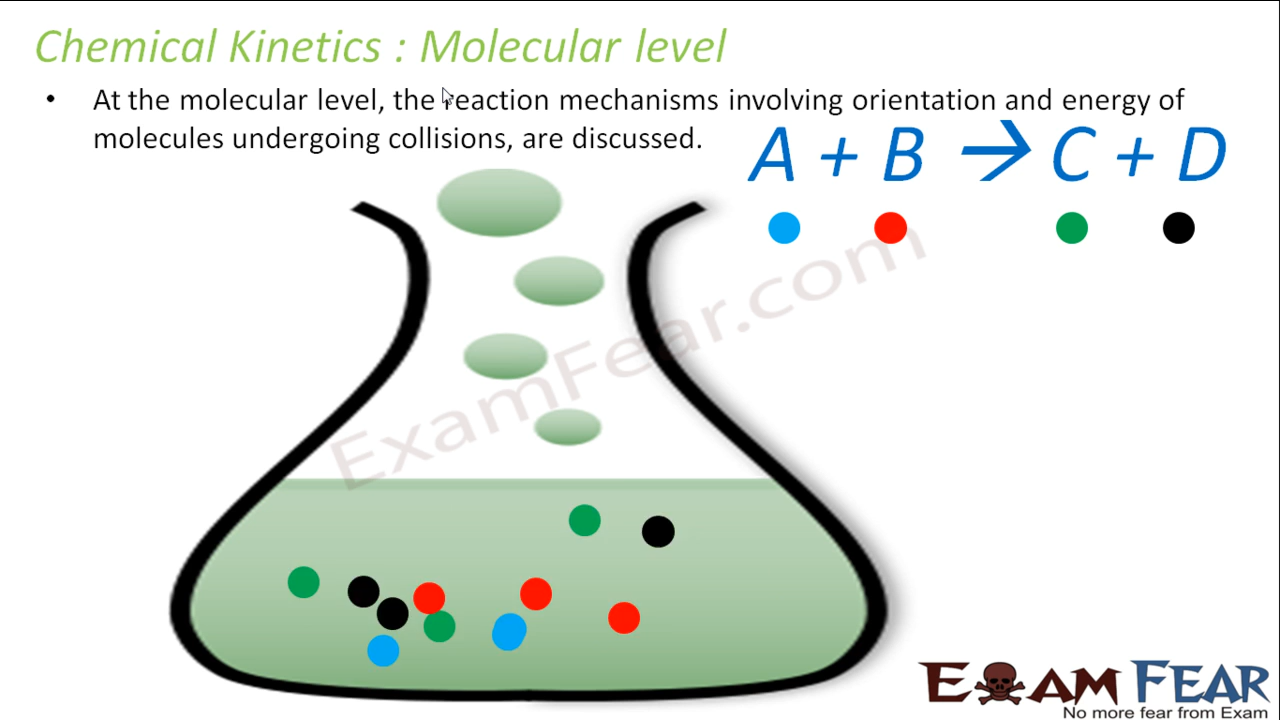 Chemical Kinetics : Molecular level
• At the molecular level, the reaction mechanisms involving orientation and energy of
molecules undergoing collisions, are discussed.
A + B → C + D
ExamFear.com
EXAM FEAR
No more fear from Exam